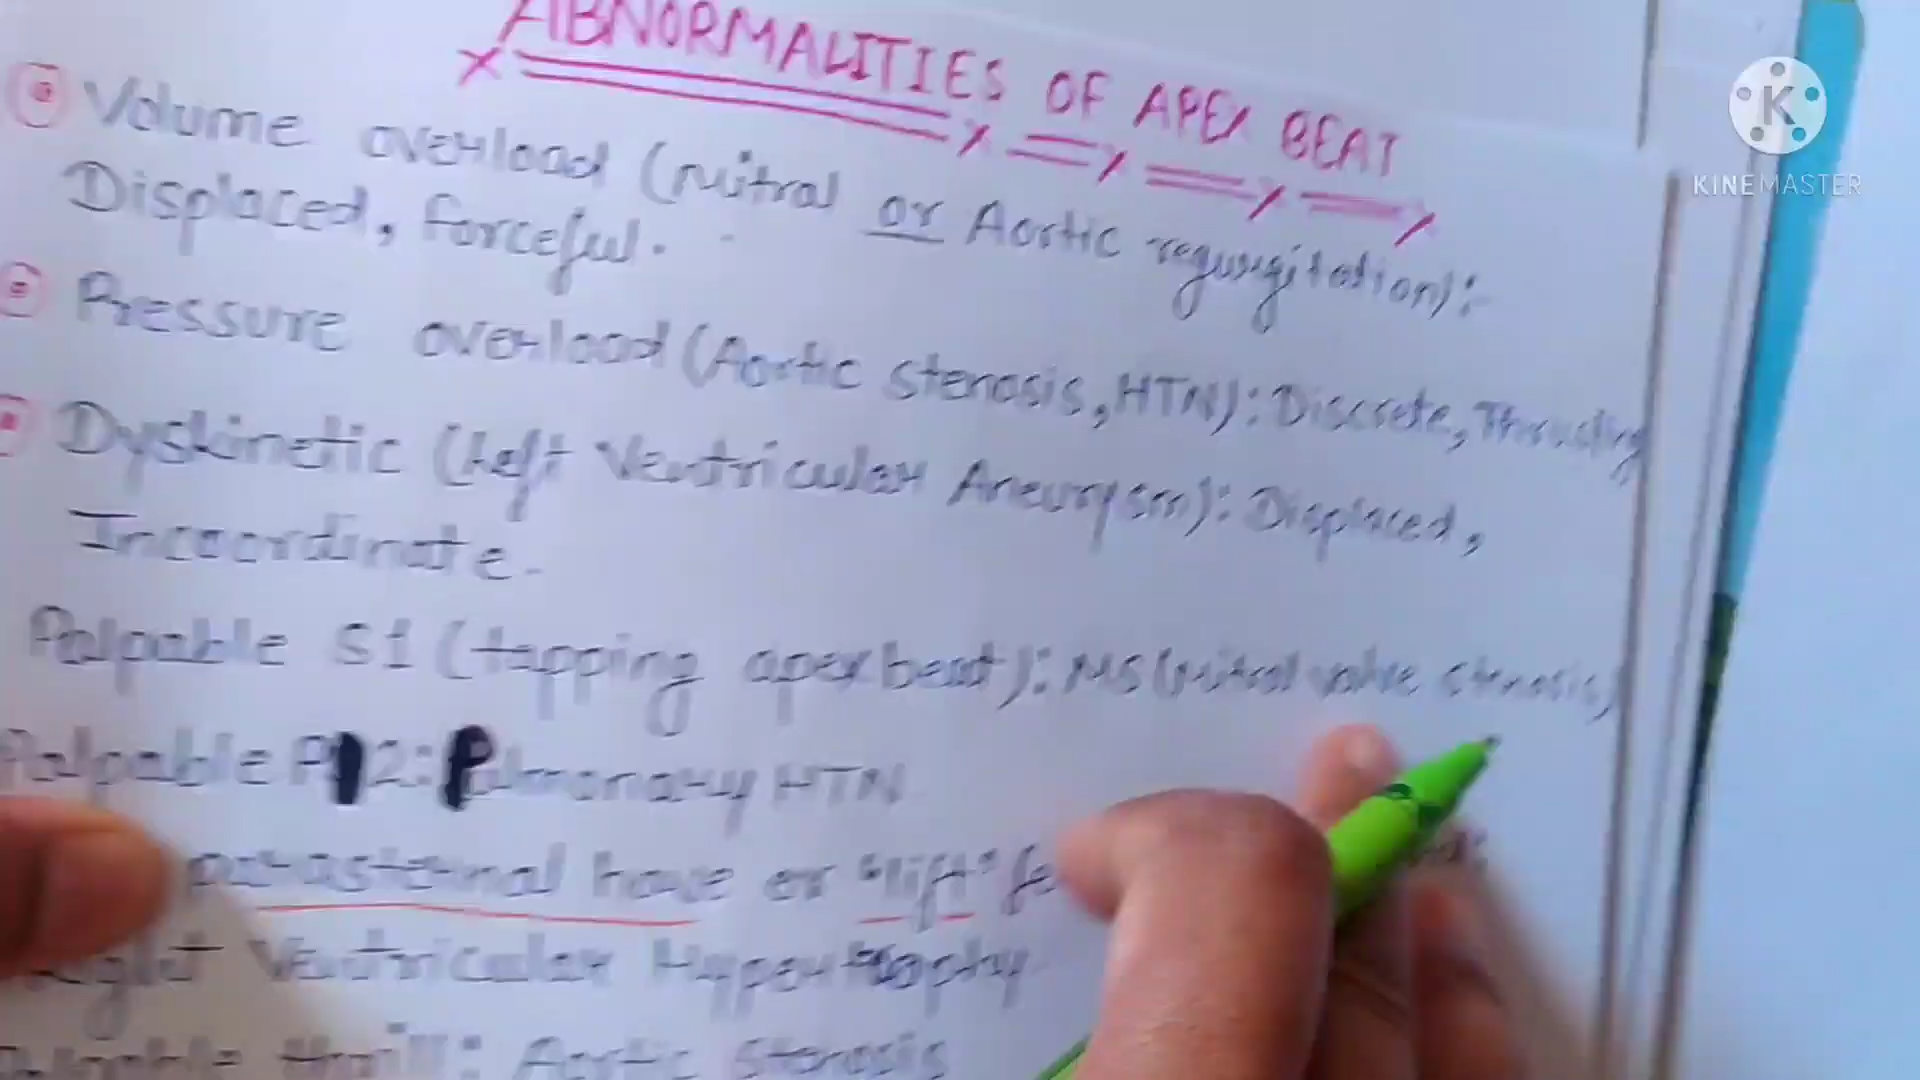 ABNORMALITIES OF APEX BEAT
Volume overload (Mitral or Aortic regurgitation):-
Displaced, forceful.
Pressure overload (Aortic stenosis, HTN): Discrete, Thrusting
Dyskinetic (Left Ventricular Aneurysm): Displaced,
Incoordinate.
Palpable S1 (tapping apex beat): MS (Mitral valve stenosis)
Palpable P 2: Pulmonary HTN
parasternal heave or "lift"
Right Ventricular Hypertrophy
Palpable thrill: Aortic Stenosis
K
KINEMASTER